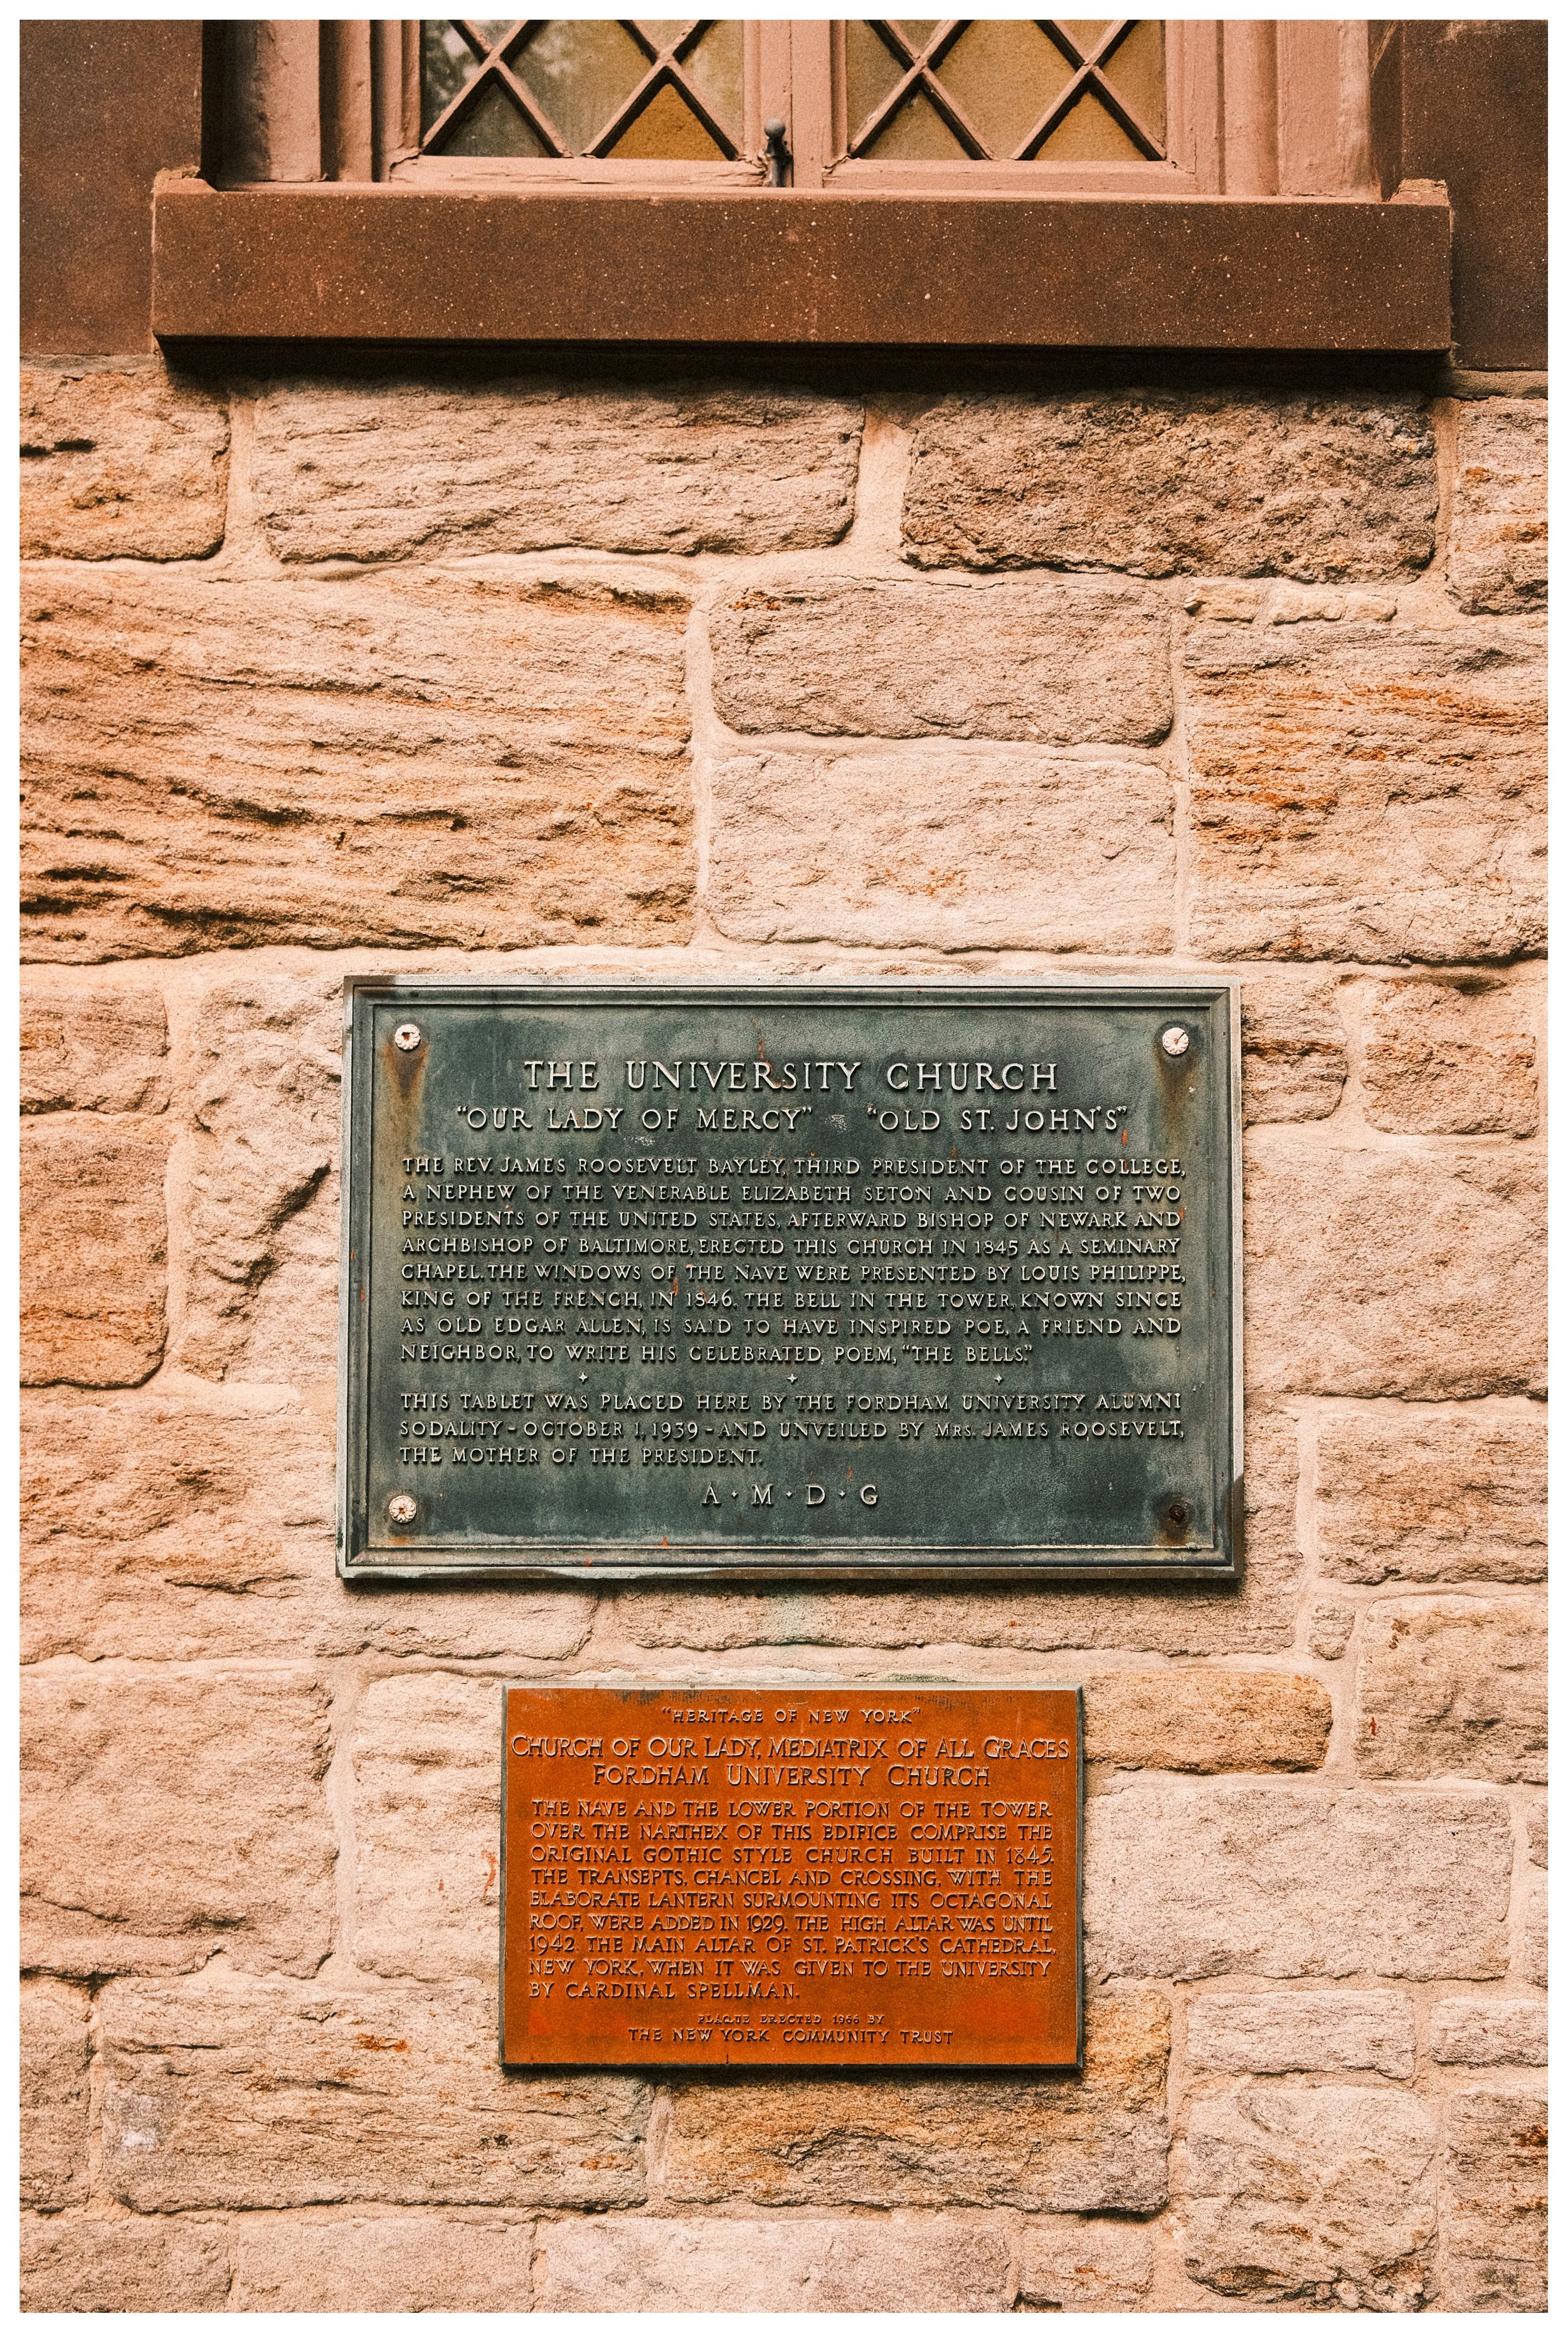 THE UNIVERSITY CHURCH
"OUR LADY OF MERCY" "OLD ST. JOHN'S"
THE REV. JAMES ROOSEVELT BAYLEY, THIRD PRESIDENT OF THE COLLEGE,
A NEPHEW OF THE VENERABLE ELIZABETH SETON AND COUSIN OF TWO
PRESIDENTS OF THE UNITED STATES, AFTERWARD BISHOP OF NEWARK AND
ARCHBISHOP OF BALTIMORE, ERECTED THIS CHURCH IN 1845 AS A SEMINARY
CHAPEL. THE WINDOWS OF THE NAVE WERE PRESENTED BY LOUIS PHILIPPE,
KING OF THE FRENCH, IN 1846. THE BELL IN THE TOWER, KNOWN SINCE
AS OLD EDGAR ALLEN, IS SAID TO HAVE INSPIRED POE, A FRIEND AND
NEIGHBOR, TO WRITE HIS CELEBRATED POEM, "THE BELLS."
THIS TABLET WAS PLACED HERE BY THE FORDHAM UNIVERSITY ALUMNI
SODALITY - OCTOBER 1, 1939 - AND UNVEILED BY MRS. JAMES ROOSEVELT,
THE MOTHER OF THE PRESIDENT.
A · M · D · G
"HERITAGE OF NEW YORK"
CHURCH OF OUR LADY, MEDIATRIX OF ALL GRACES
FORDHAM UNIVERSITY CHURCH
THE NAVE AND THE LOWER PORTION OF THE TOWER
OVER THE NARTHEX OF THIS EDIFICE COMPRISE THE
ORIGINAL GOTHIC STYLE CHURCH BUILT IN 1845.
THE TRANSEPTS, CHANCEL AND CROSSING, WITH THE
ELABORATE LANTERN SURMOUNTING ITS OCTAGONAL
ROOF, WERE ADDED IN 1929. THE HIGH ALTAR WAS UNTIL
1942 THE MAIN ALTAR OF ST. PATRICK'S CATHEDRAL,
NEW YORK, WHEN IT WAS GIVEN TO THE UNIVERSITY
BY CARDINAL SPELLMAN.
PLAQUE ERECTED 1966 BY
THE NEW YORK COMMUNITY TRUST